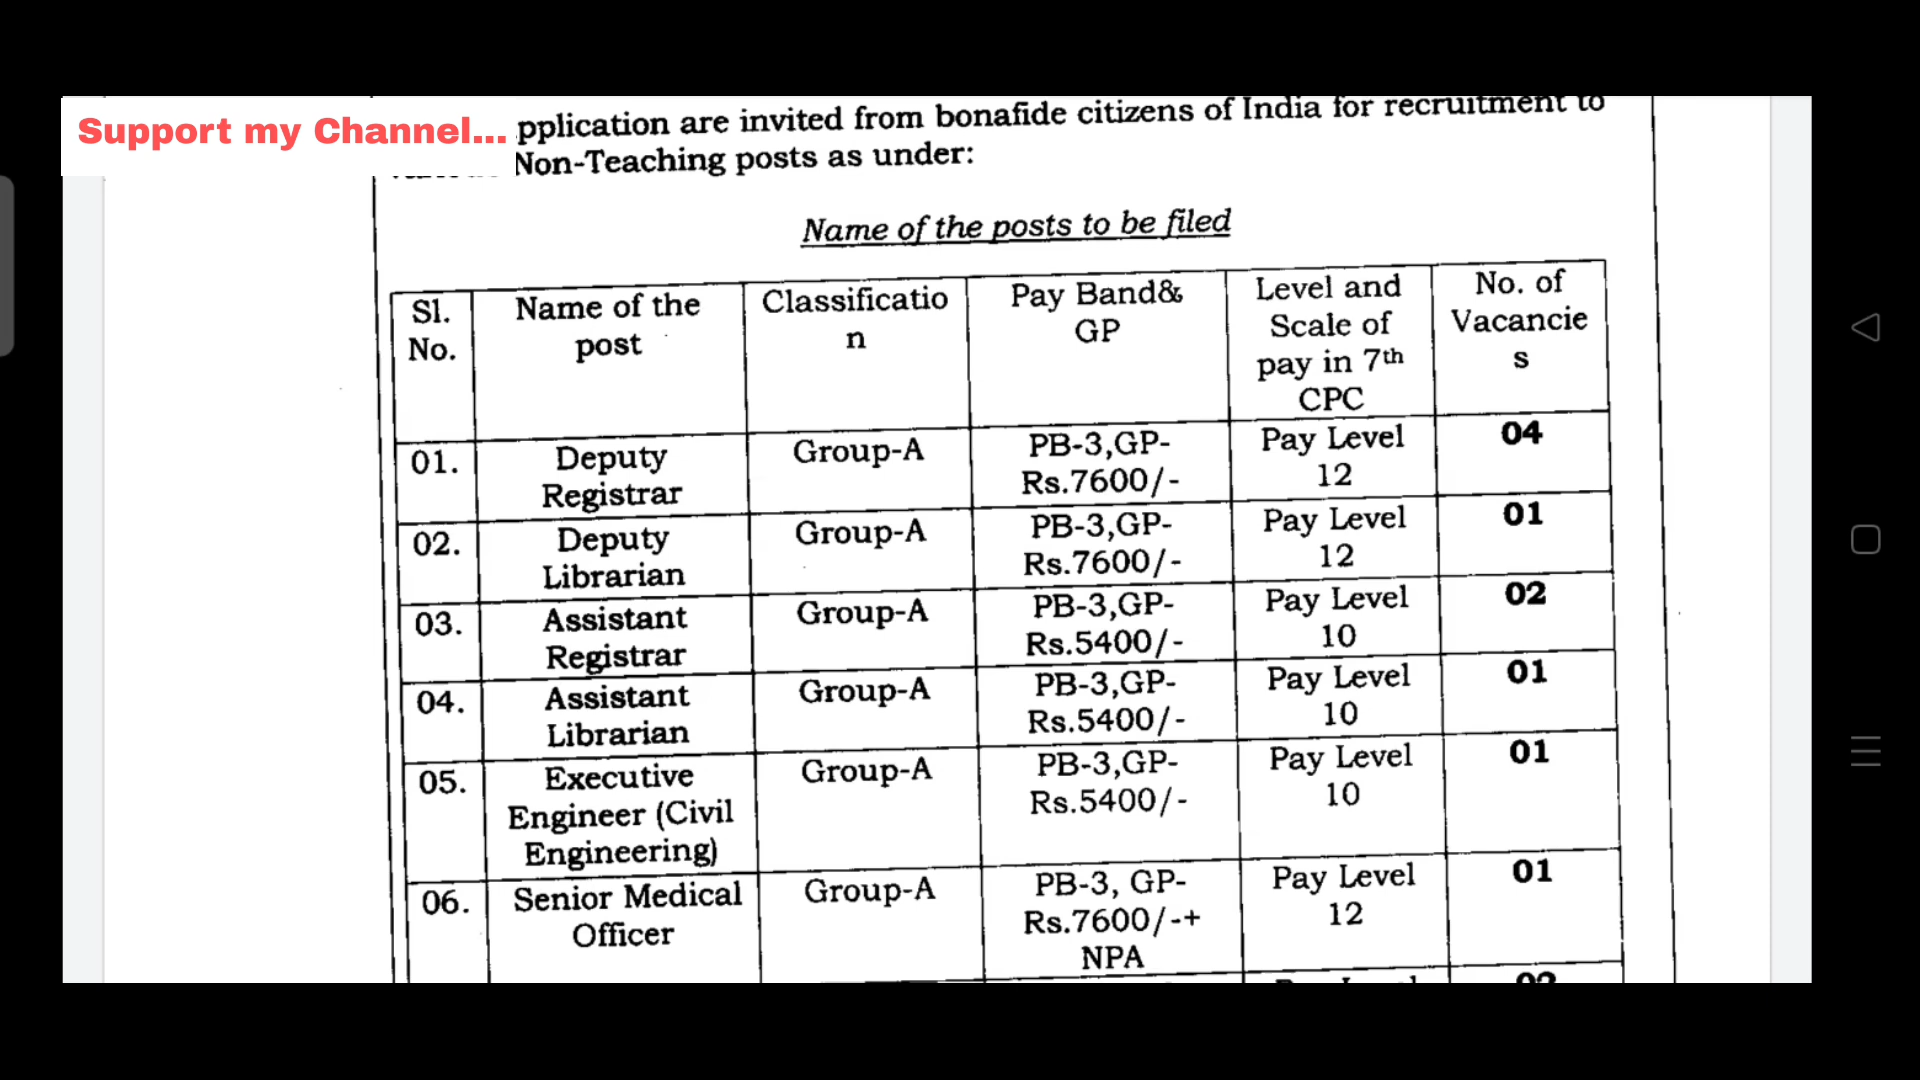 Support my Channel...
pplication are invited from bonafide citizens of India for recruitment to
Non-Teaching posts as under:
Name of the posts to be filed
Sl. No. Name of the post Classificatio n Pay Band& GP Level and Scale of pay in 7th CPC No. of Vacancie s
01. Deputy Registrar Group-A PB-3,GP- Rs.7600/- Pay Level 12 04
02. Deputy Librarian Group-A PB-3,GP- Rs.7600/- Pay Level 12 01
03. Assistant Registrar Group-A PB-3,GP- Rs.5400/- Pay Level 10 02
04. Assistant Librarian Group-A PB-3,GP- Rs.5400/- Pay Level 10 01
05. Executive Engineer (Civil Engineering) Group-A PB-3,GP- Rs.5400/- Pay Level 10 01
06. Senior Medical Officer Group-A PB-3, GP- Rs.7600/-+ NPA Pay Level 12 01